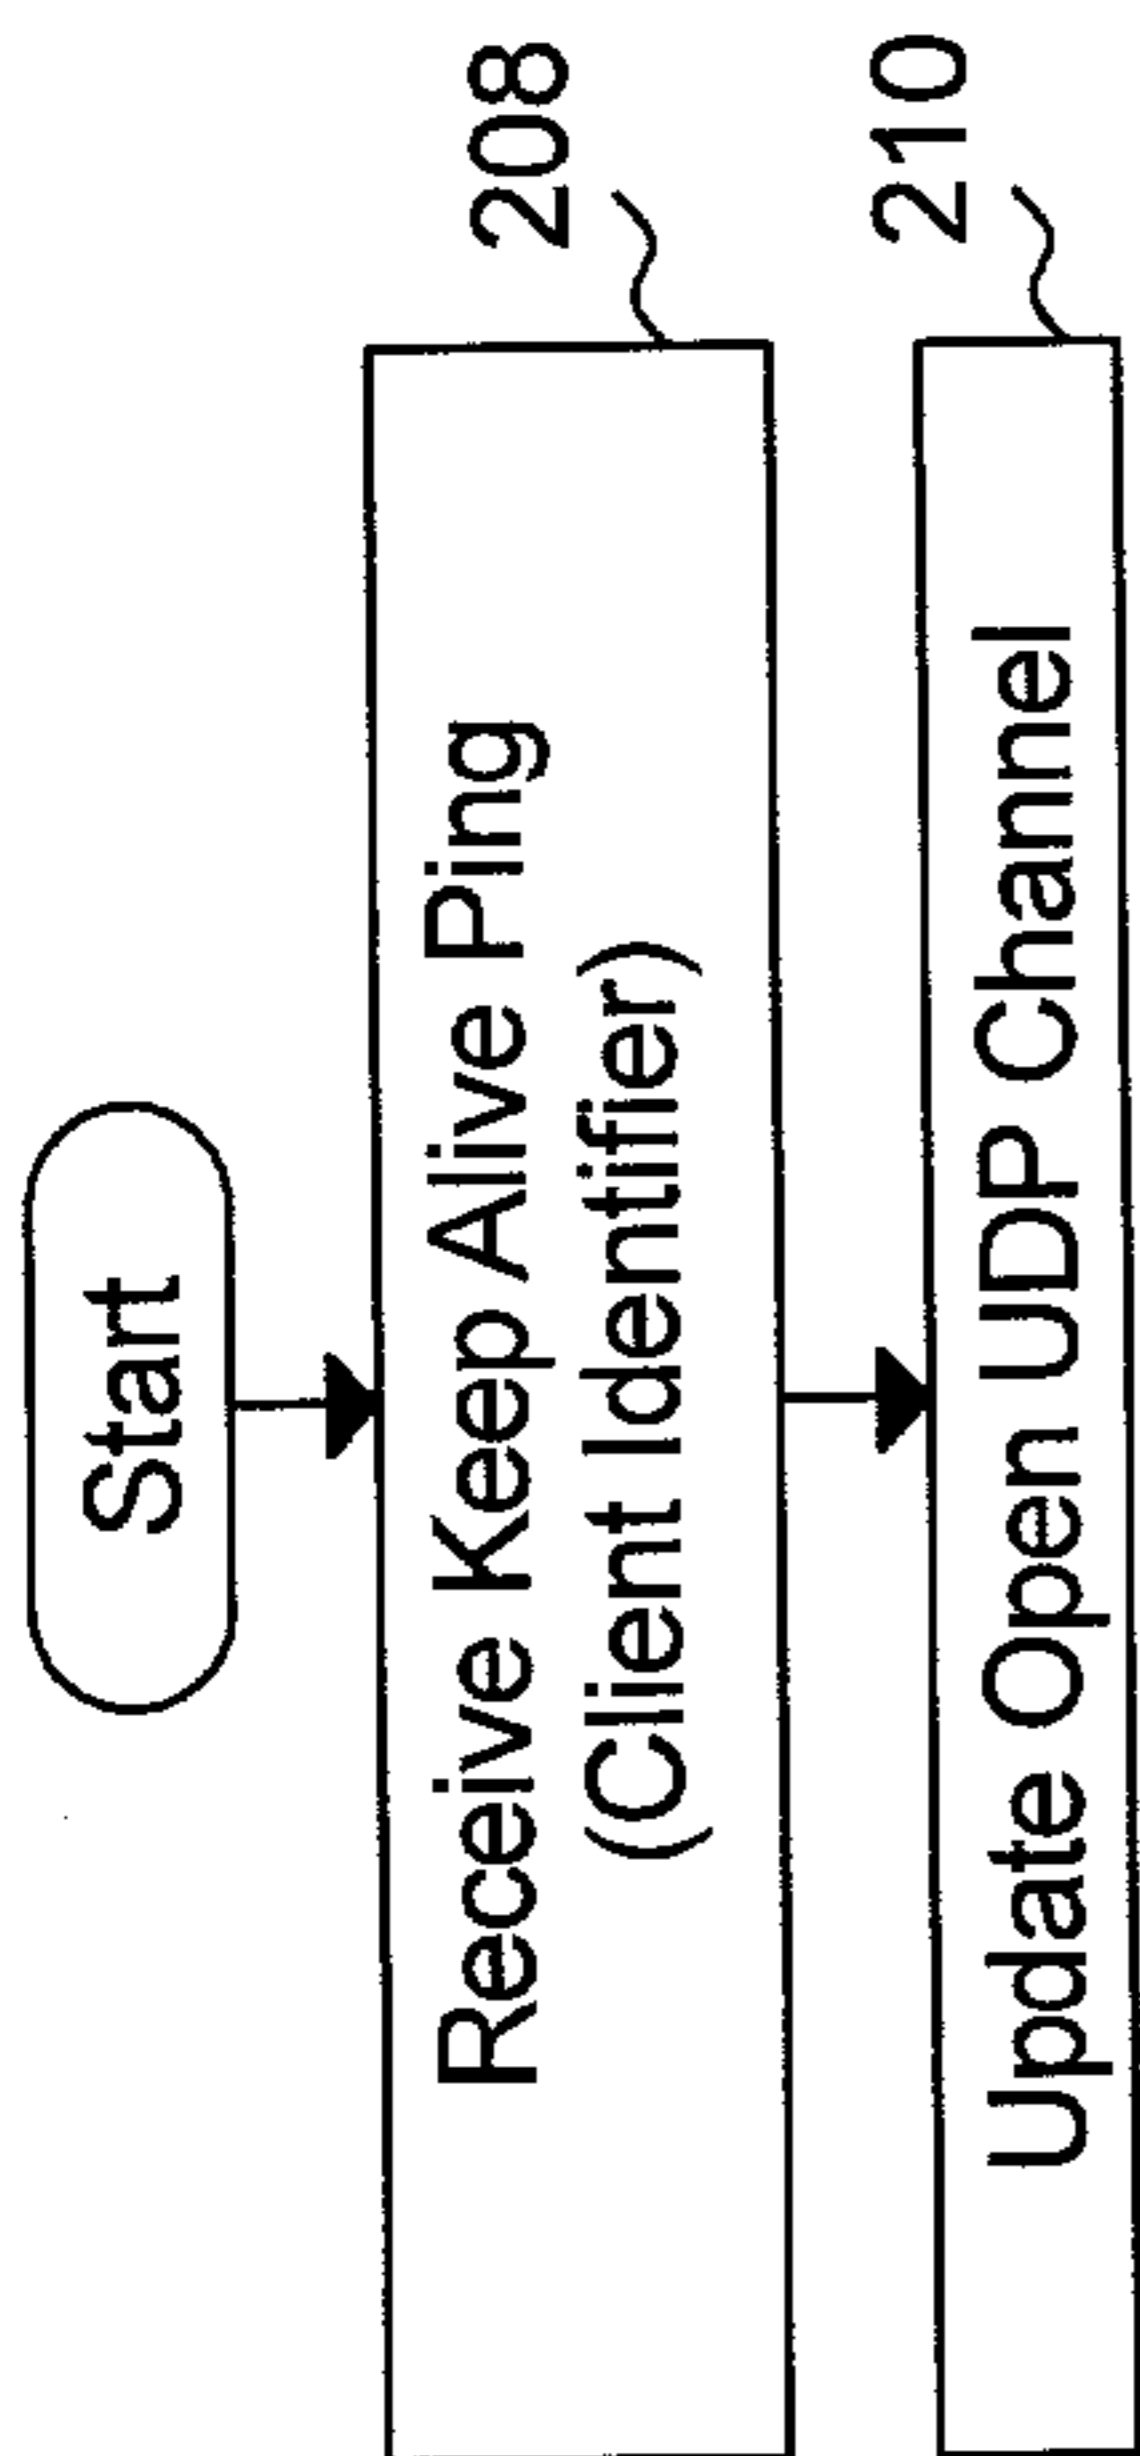 Start
208
Receive Keep Alive Ping
(Client Identifier)
210
Update Open UDP Channel